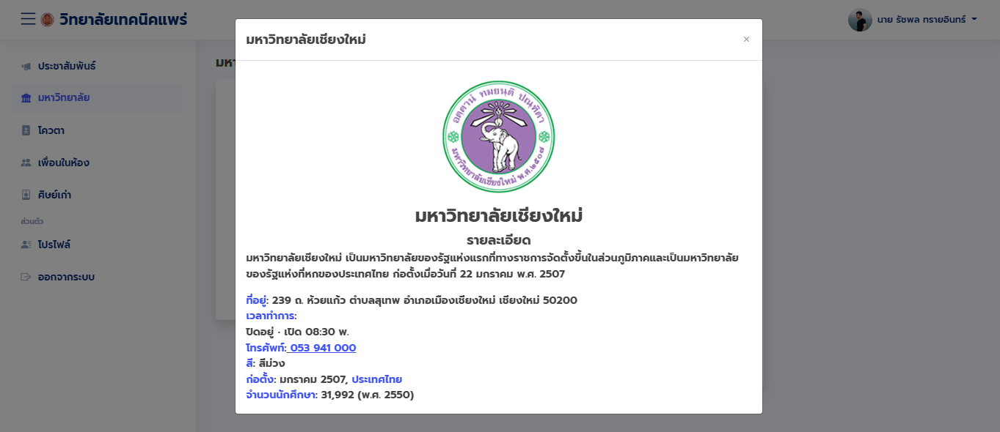 วิทยาลัยเทคนิคแพร่
นาย รัชพล ทรายอินทร์
ประชาสัมพันธ์
มหาวิทยาลัย
โควตา
เพื่อนในห้อง
ศิษย์เก่า
ส่วนตัว
โปรไฟล์
ออกจากระบบ
มหา
มหาวิทยาลัยเชียงใหม่
×
อตฺตานํ ทมยนฺติ ปณฺฑิตา
มหาวิทยาลัยเชียงใหม่ พ.ศ.๒๕๐๗
มหาวิทยาลัยเชียงใหม่
รายละเอียด
มหาวิทยาลัยเชียงใหม่ เป็นมหาวิทยาลัยของรัฐแห่งแรกที่ทางราชการจัดตั้งขึ้นในส่วนภูมิภาคและเป็นมหาวิทยาลัย
ของรัฐแห่งที่หกของประเทศไทย ก่อตั้งเมื่อวันที่ 22 มกราคม พ.ศ. 2507
ที่อยู่: 239 ถ. ห้วยแก้ว ตำบลสุเทพ อำเภอเมืองเชียงใหม่ เชียงใหม่ 50200
เวลาทำการ:
ปิดอยู่ ⋅ เปิด 08:30 พ.
โทรศัพท์: 053 941 000
สี: สีม่วง
ก่อตั้ง: มกราคม 2507, ประเทศไทย
จำนวนนักศึกษา: 31,992 (พ.ศ. 2550)